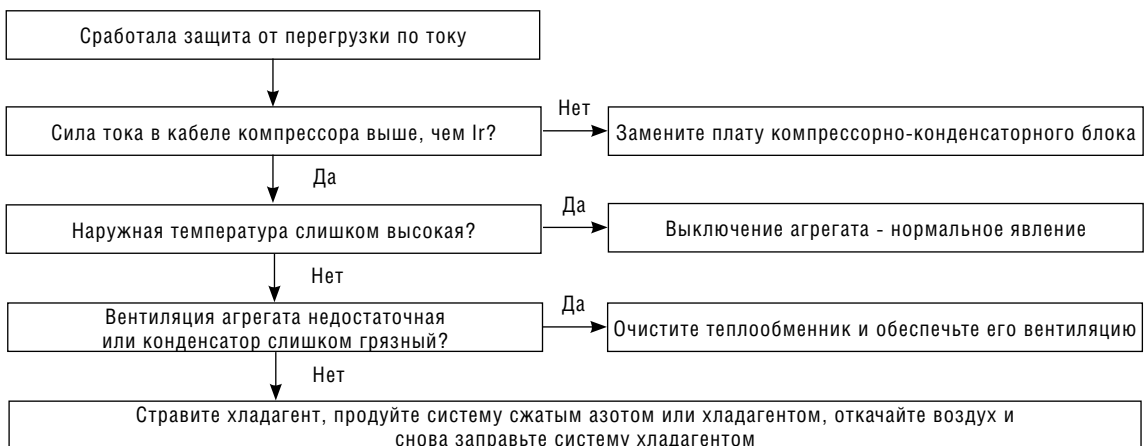 Сработала защита от перегрузки по току
Сила тока в кабеле компрессора выше, чем Ir?
Нет
Замените плату компрессорно-конденсаторного блока
Да
Наружная температура слишком высокая?
Да
Выключение агрегата - нормальное явление
Нет
Вентиляция агрегата недостаточная
или конденсатор слишком грязный?
Да
Очистите теплообменник и обеспечьте его вентиляцию
Нет
Стравите хладагент, продуйте систему сжатым азотом или хладагентом, откачайте воздух и
снова заправьте систему хладагентом